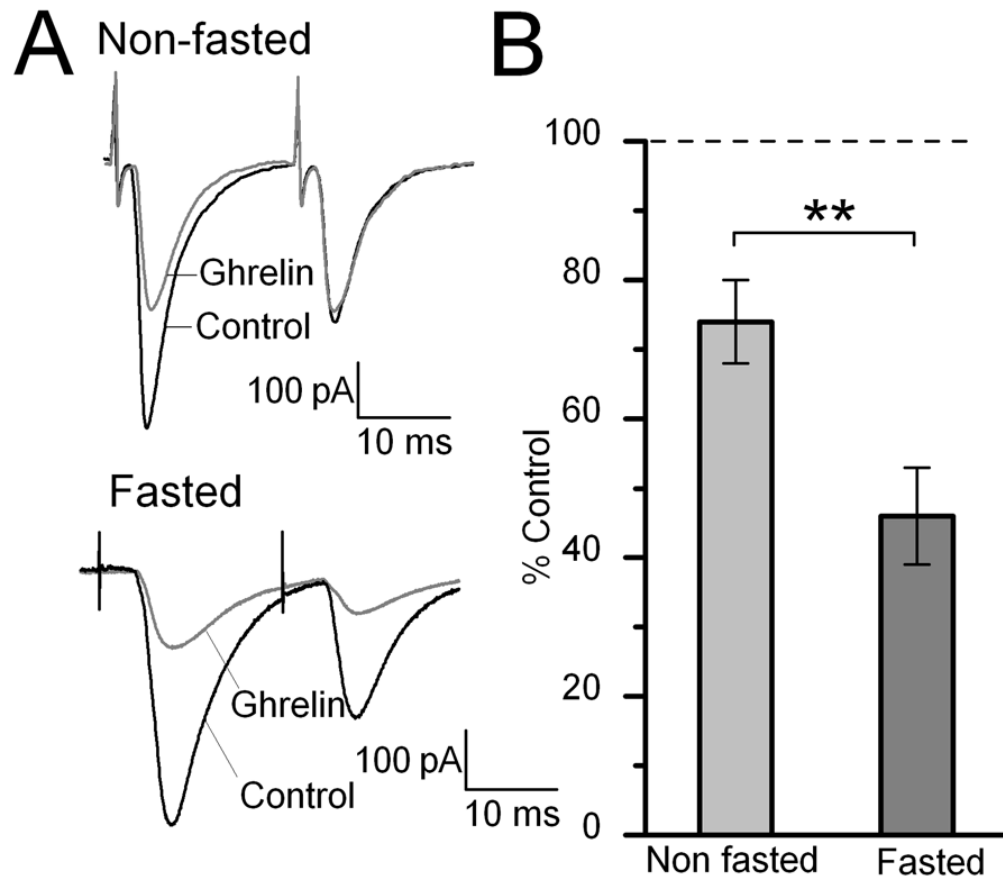 A
Non-fasted
Ghrelin
Control
100 pA
10 ms
Fasted
Ghrelin
Control
100 pA
10 ms
B
% Control
100
80
60
40
20
0
**
Non fasted
Fasted